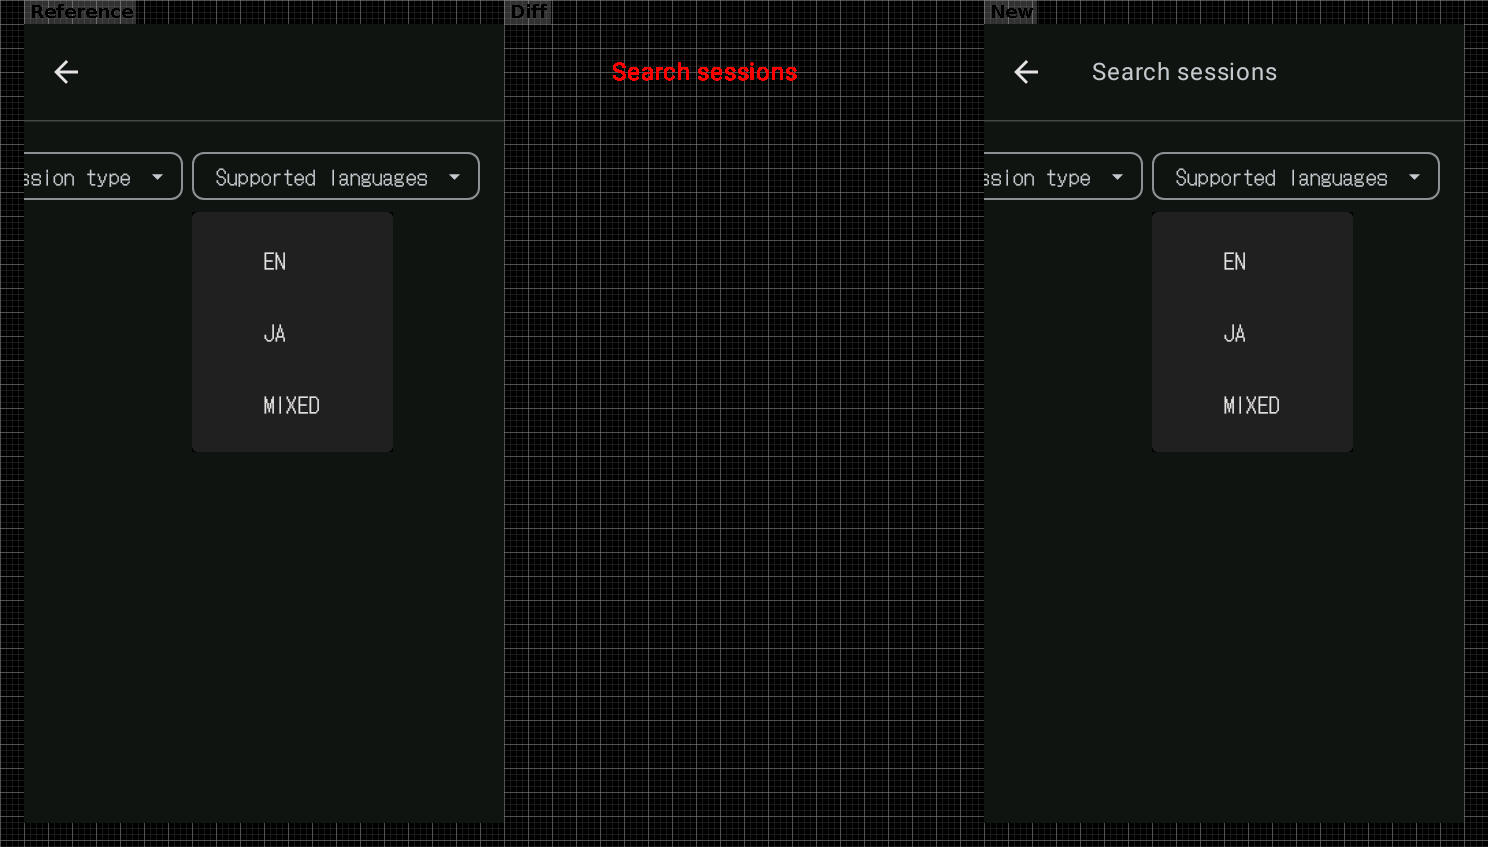 Reference
Diff
New
Search sessions
Search sessions
ssion type
Supported languages
ssion type
Supported languages
EN
JA
MIXED
EN
JA
MIXED